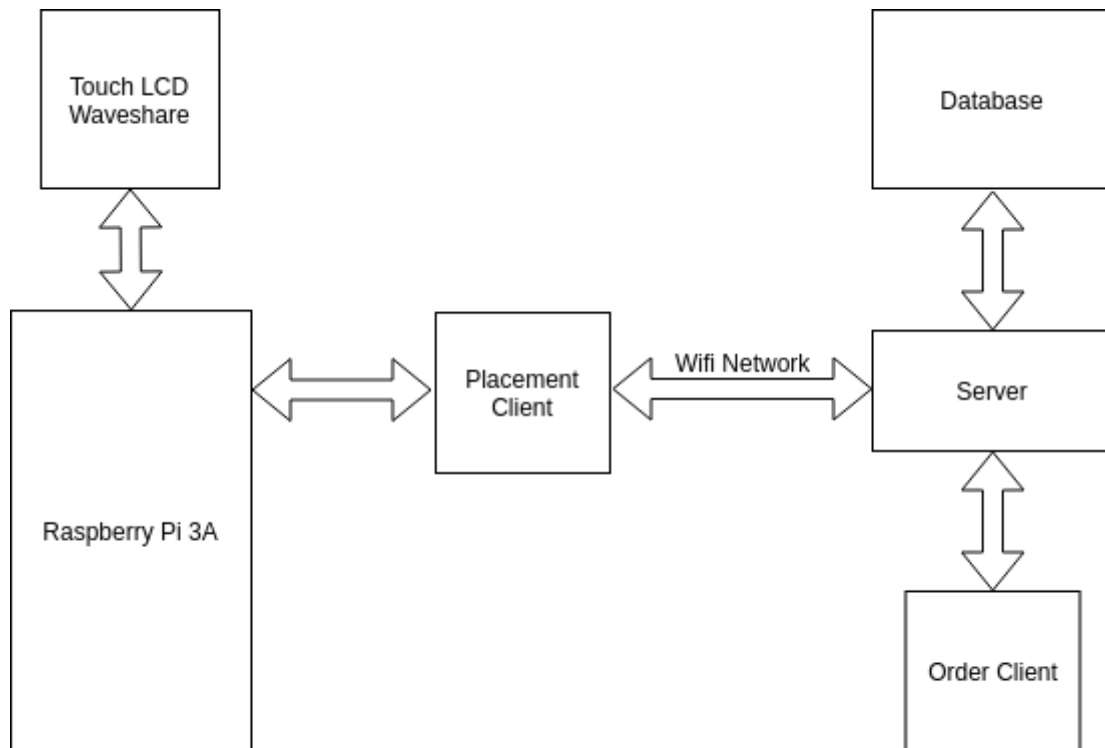 Touch LCD
Waveshare
Database
Placement
Client
Wifi Network
Server
Raspberry Pi 3A
Order Client